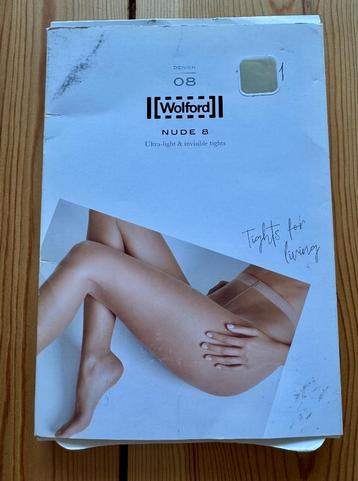 DENIER
08
Wolford
NUDE 8
Ultra-light & invisible tights
Tights for
living